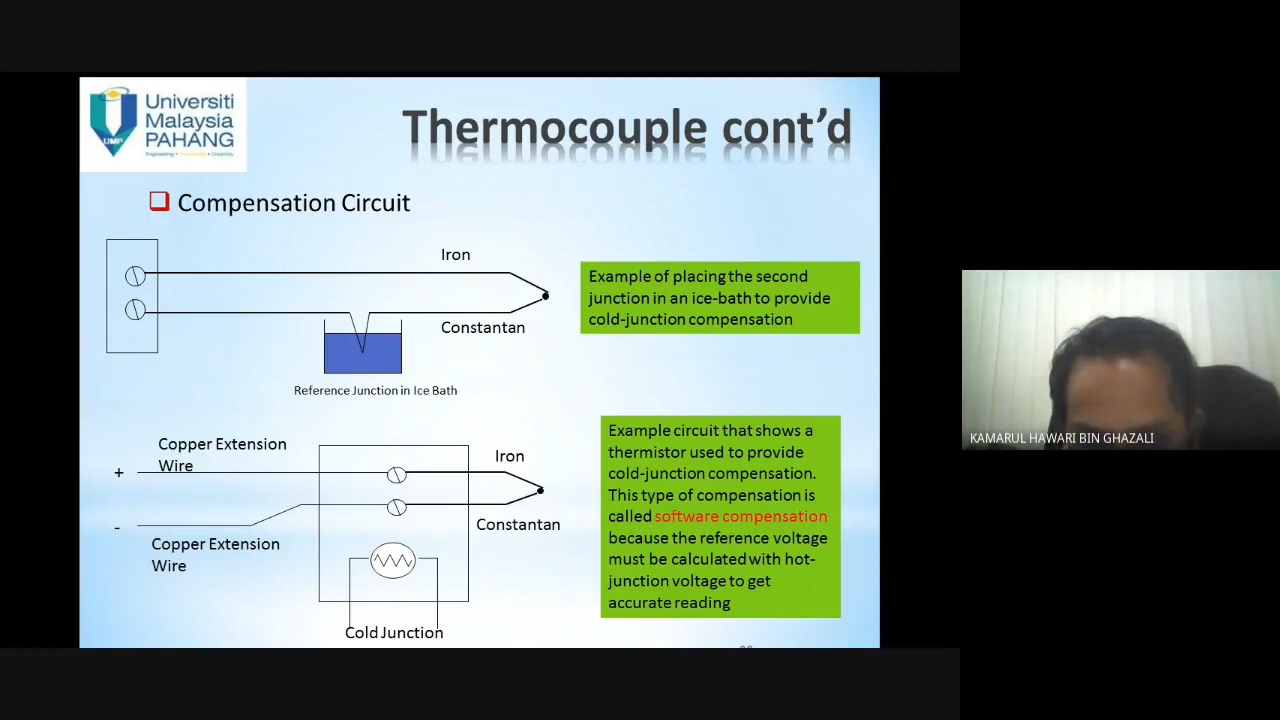 Universiti
Malaysia
PAHANG
UMP
Engineering • Technology • Creativity
Thermocouple cont’d
Compensation Circuit
Iron
Constantan
Reference Junction in Ice Bath
Example of placing the second
junction in an ice-bath to provide
cold-junction compensation
Copper Extension
Wire
+
-
Copper Extension
Wire
Iron
Constantan
Cold Junction
Example circuit that shows a
thermistor used to provide
cold-junction compensation.
This type of compensation is
called software compensation
because the reference voltage
must be calculated with hot-
junction voltage to get
accurate reading
KAMARUL HAWARI BIN GHAZALI